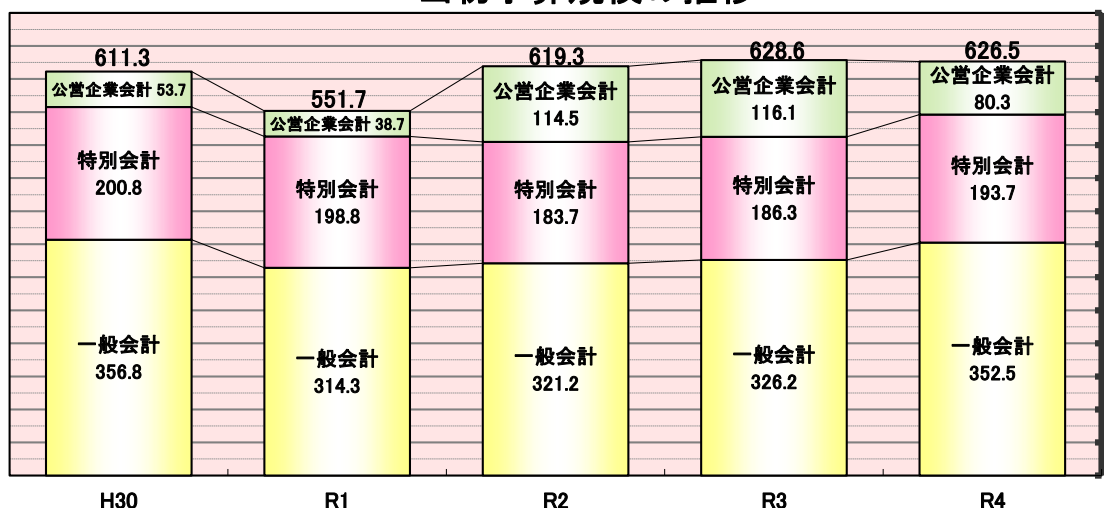 611.3
551.7
619.3
628.6
626.5
公営企業会計 53.7
公営企業会計 38.7
公営企業会計
114.5
公営企業会計
116.1
公営企業会計
80.3
特別会計
200.8
特別会計
198.8
特別会計
183.7
特別会計
186.3
特別会計
193.7
一般会計
356.8
一般会計
314.3
一般会計
321.2
一般会計
326.2
一般会計
352.5
H30
R1
R2
R3
R4